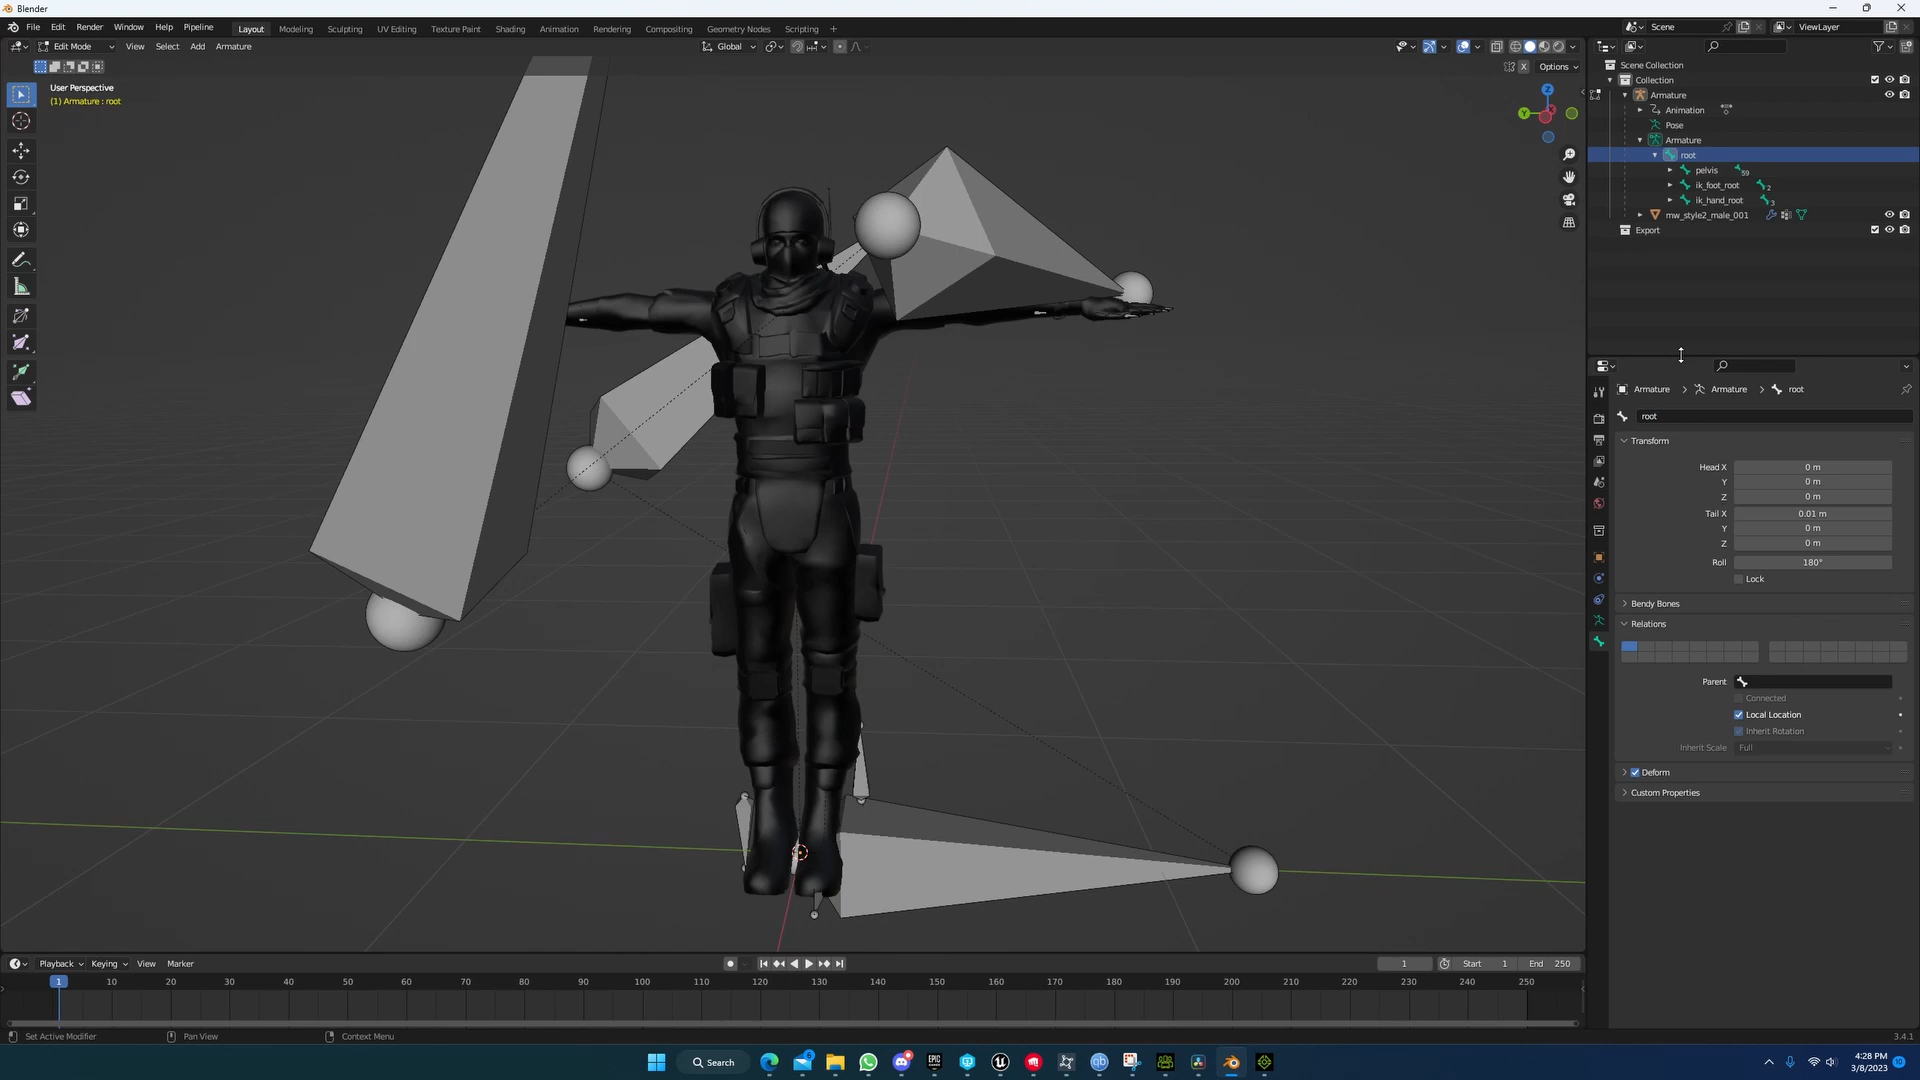 Blender
File Edit Render Window Help Pipeline Layout Modeling Sculpting UV Editing Texture Paint Shading Animation Rendering Compositing Geometry Nodes Scripting + Scene ViewLayer
Edit Mode View Select Add Armature Global
X Options
User Perspective
(1) Armature : root
Z
Y
Scene Collection
Collection
Armature
Animation
Pose
Armature
root
pelvis 59
ik_foot_root 2
ik_hand_root 3
mw_style2_male_001
Export
Armature > Armature > root
root
Transform
Head X 0 m
Y 0 m
Z 0 m
Tail X 0.01 m
Y 0 m
Z 0 m
Roll 180°
Lock
Bendy Bones
Relations
Parent
Connected
Local Location
Inherit Rotation
Inherit Scale Full
Deform
Custom Properties
Playback Keying View Marker 1 Start 1 End 250
1 10 20 30 40 50 60 70 80 90 100 110 120 130 140 150 160 170 180 190 200 210 220 230 240 250
Set Active Modifier Pan View Context Menu 3.4.1
Search
4:28 PM
3/8/2023